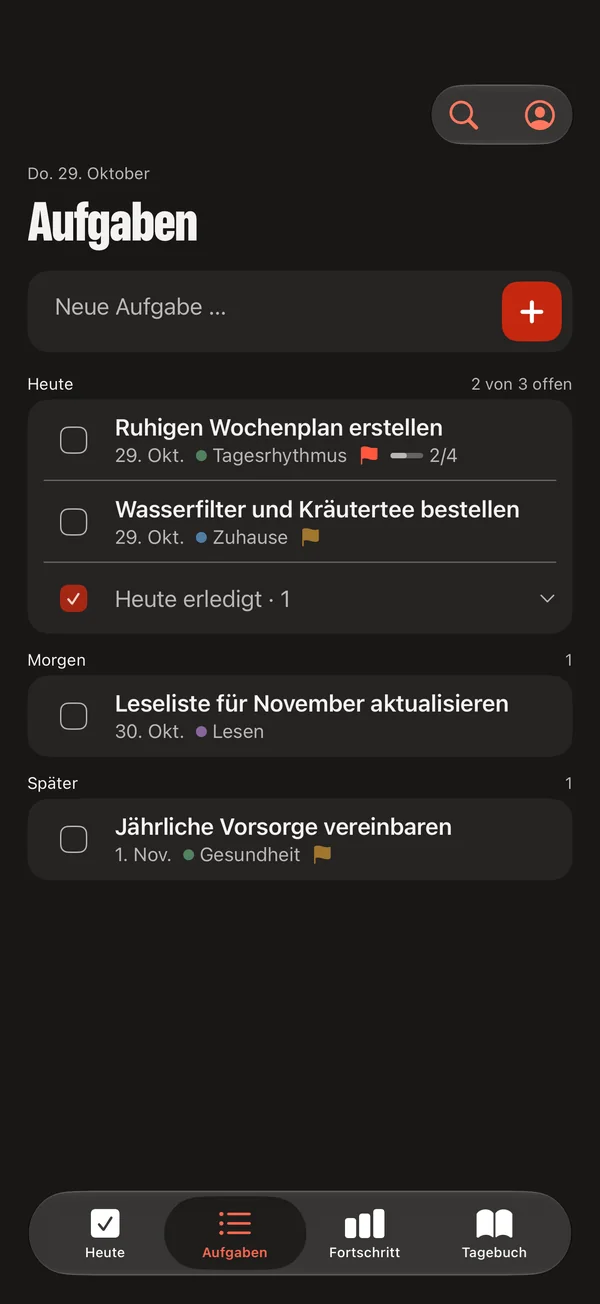 Do. 29. Oktober
Aufgaben
Neue Aufgabe ...
Heute 2 von 3 offen
Ruhigen Wochenplan erstellen
29. Okt. Tagesrhythmus 2/4
Wasserfilter und Kräutertee bestellen
29. Okt. Zuhause
Heute erledigt · 1
Morgen 1
Leseliste für November aktualisieren
30. Okt. Lesen
Später 1
Jährliche Vorsorge vereinbaren
1. Nov. Gesundheit
Heute Aufgaben Fortschritt Tagebuch